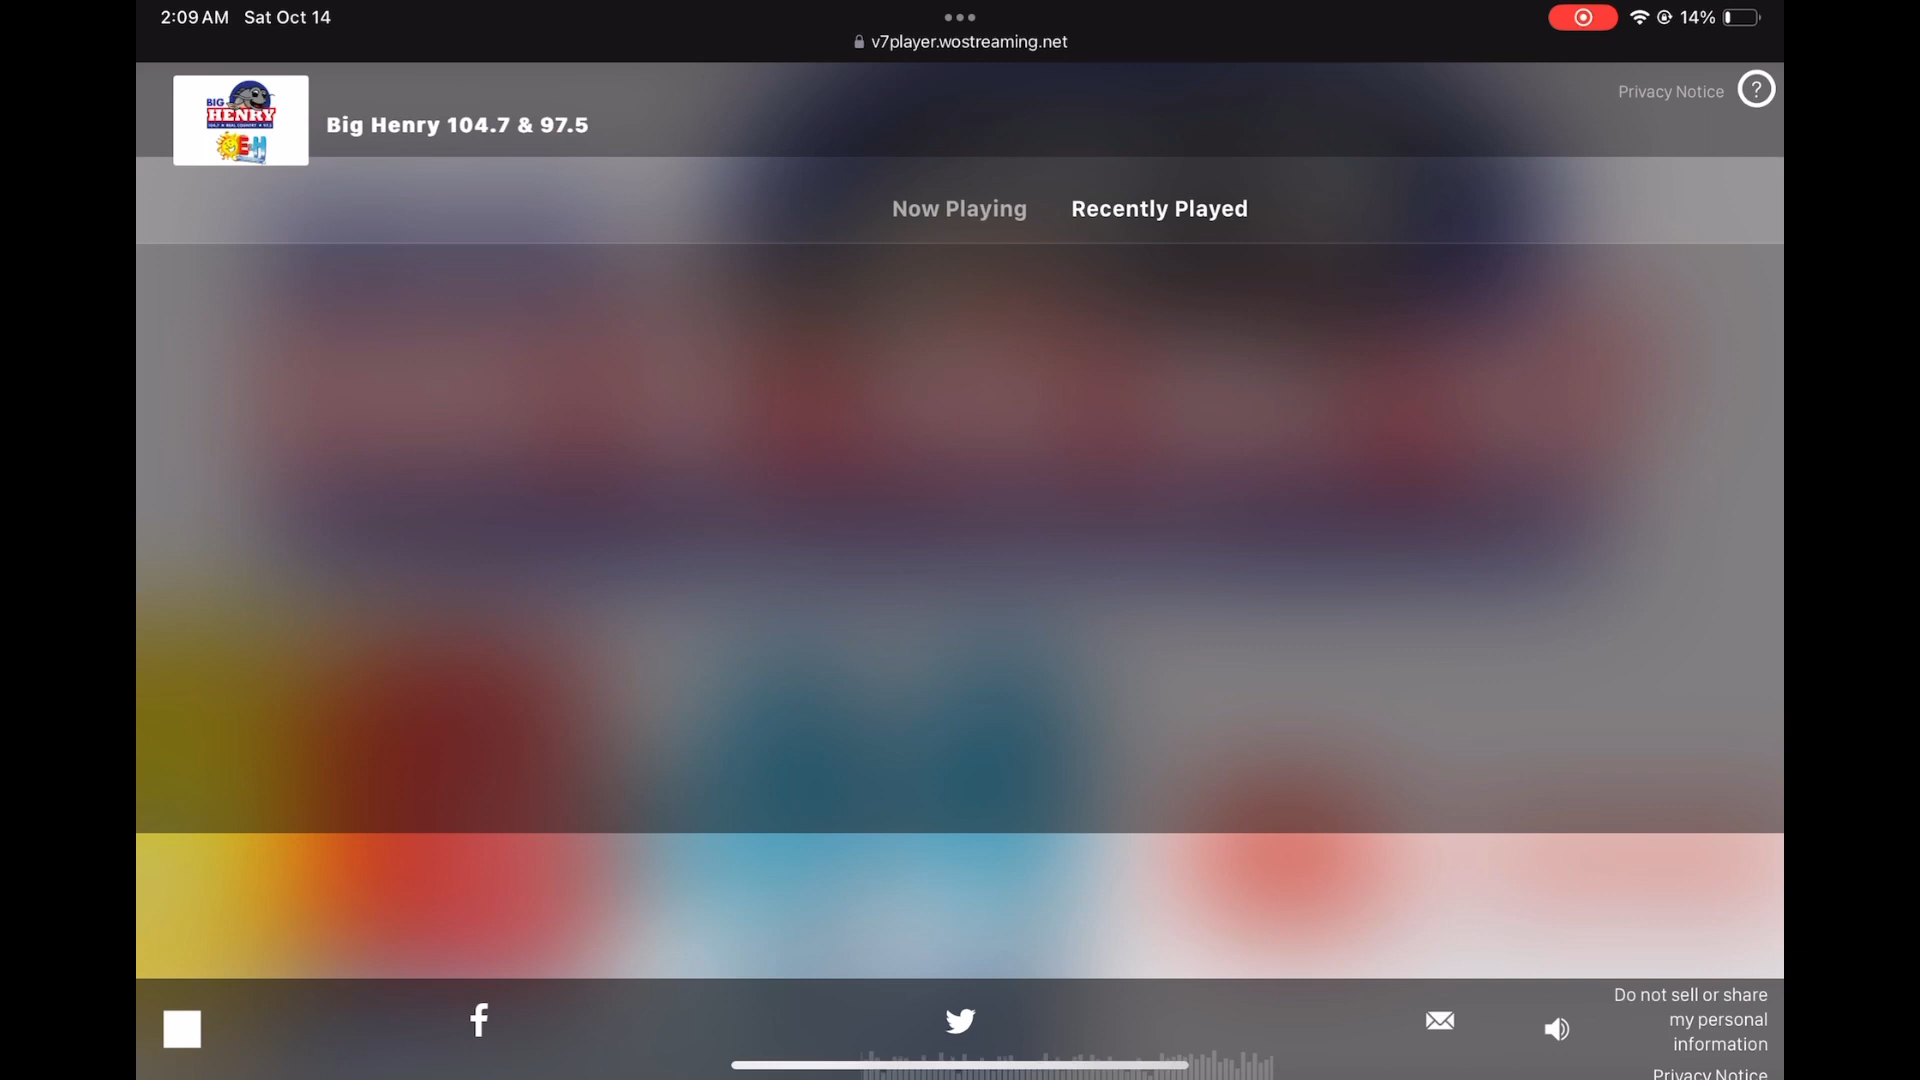 2:09 AM Sat Oct 14
14%
v7player.wostreaming.net
BIG
HENRY
E H
Big Henry 104.7 & 97.5
Privacy Notice
?
Now Playing Recently Played
Do not sell or share
my personal
information
Privacy Notice